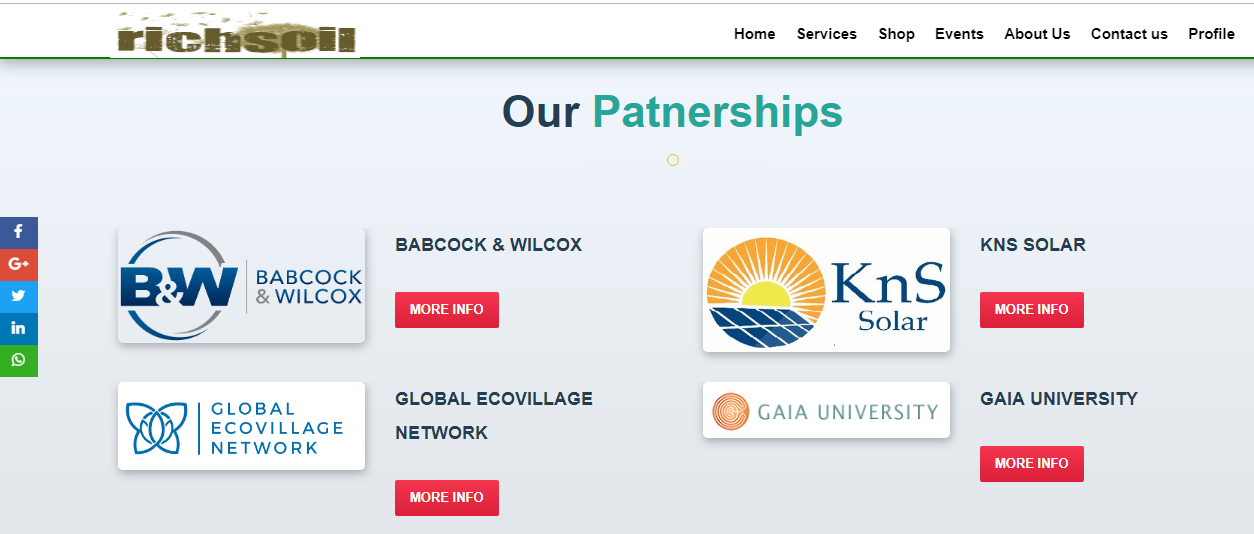 richsoil
Home Services Shop Events About Us Contact us Profile
Our Patnerships
B&W
BABCOCK
& WILCOX
BABCOCK & WILCOX
MORE INFO
KnS
Solar
KNS SOLAR
MORE INFO
GLOBAL
ECOVILLAGE
NETWORK
GLOBAL ECOVILLAGE
NETWORK
MORE INFO
GAIA UNIVERSITY
GAIA UNIVERSITY
MORE INFO